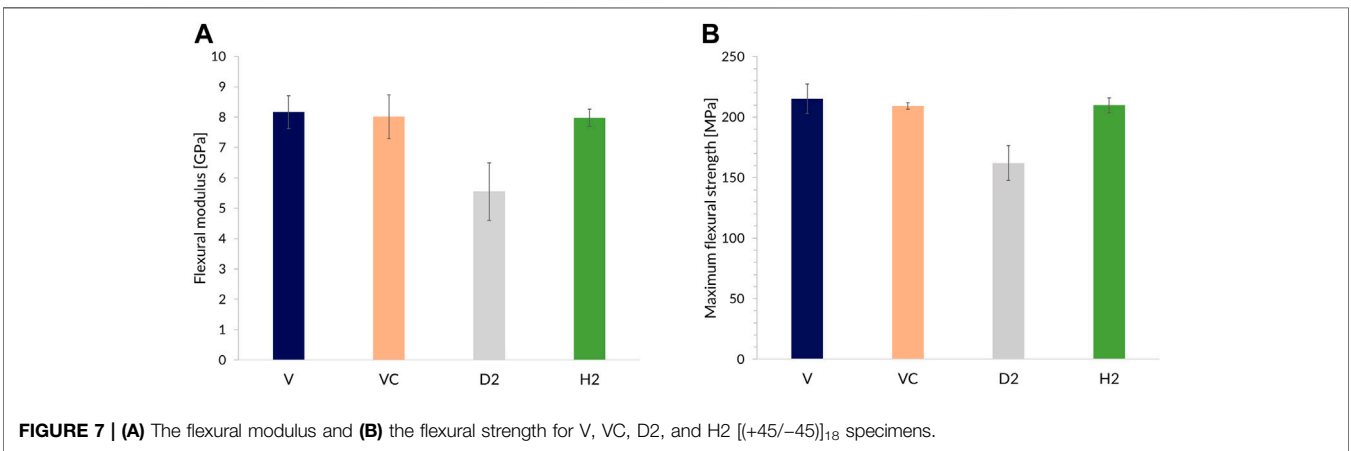 A
10
9
8
7
6
5
4
3
2
1
0
Flexural modulus [GPa]
V VC D2 H2
B
250
200
150
100
50
0
Maximum flexural strength [MPa]
V VC D2 H2
FIGURE 7 | (A) The flexural modulus and (B) the flexural strength for V, VC, D2, and H2 [(+45/−45)]18 specimens.